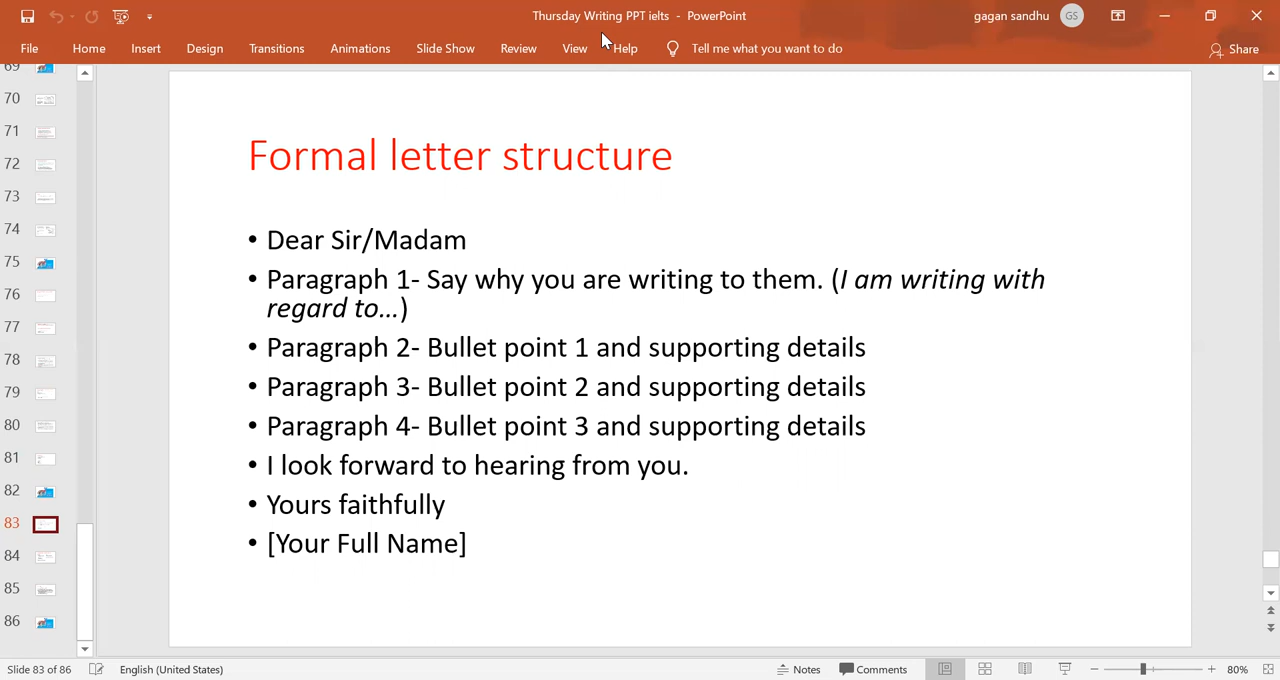 Thursday Writing PPT ielts - PowerPoint
gagan sandhu GS
File Home Insert Design Transitions Animations Slide Show Review View Help Tell me what you want to do Share
69
70
71
72
73
74
75
76
77
78
79
80
81
82
83
84
85
86
Formal letter structure
• Dear Sir/Madam
• Paragraph 1- Say why you are writing to them. (I am writing with
regard to...)
• Paragraph 2- Bullet point 1 and supporting details
• Paragraph 3- Bullet point 2 and supporting details
• Paragraph 4- Bullet point 3 and supporting details
• I look forward to hearing from you.
• Yours faithfully
• [Your Full Name]
Slide 83 of 86 English (United States) Notes Comments 80%